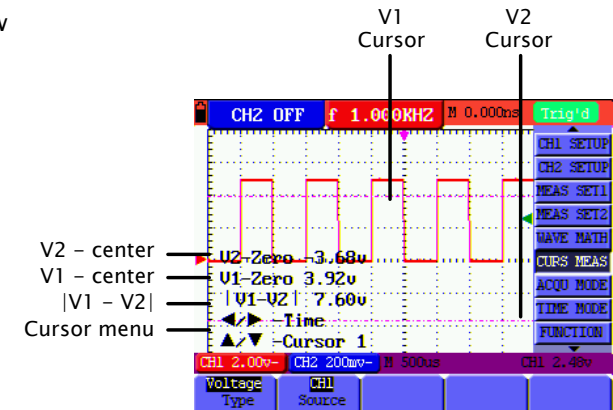 w
V1
Cursor
V2
Cursor
CH2 OFF
f 1.000KHZ
M 0.000ns
Trig'd
CH1 SETUP
CH2 SETUP
MEAS SET1
MEAS SET2
WAVE MATH
CURS MEAS
ACQU MODE
TIME MODE
FUNCTION
V2 – center
V1 – center
|V1 – V2|
Cursor menu
V2-Zero -3.68v
V1-Zero 3.92v
|V1-V2| 7.60v
◀/▶ -Time
▲/▼ -Cursor 1
CH1 2.00v- CH2 200mv- M 500us CH1 2.48v
Voltage
Type
CH1
Source